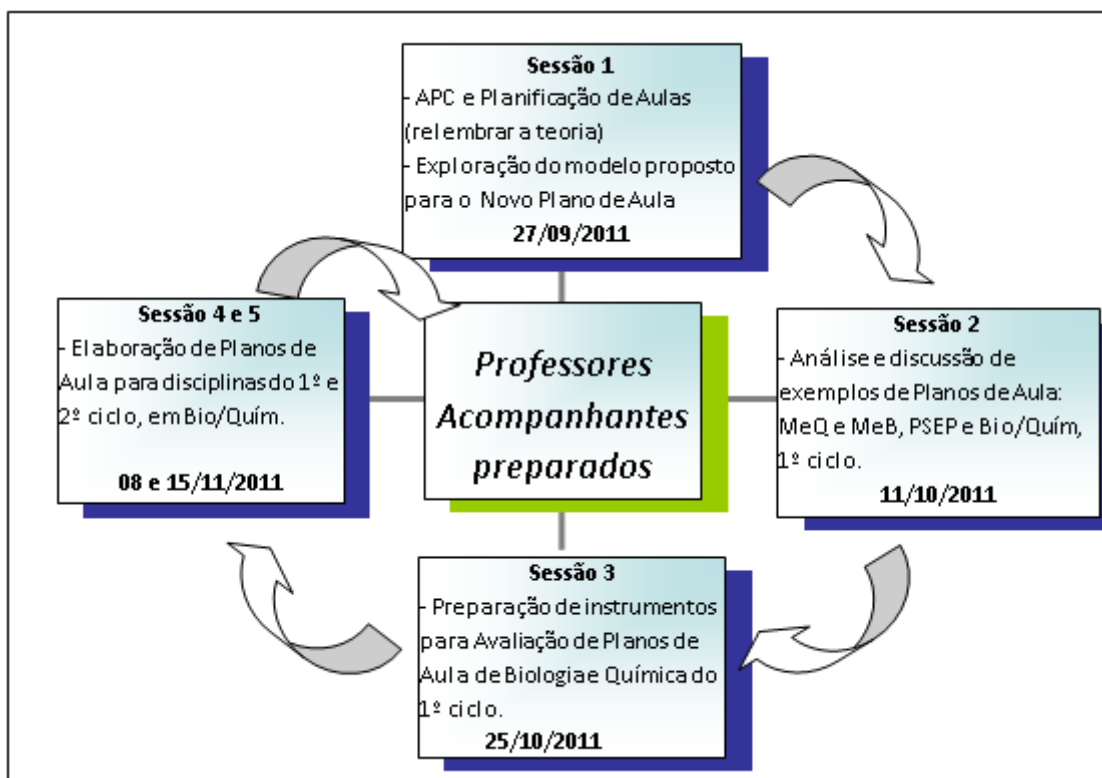 Sessão 1
- APC e Planificação de Aulas
(relembrar a teoria)
- Exploração do modelo proposto
para o Novo Plano de Aula
27/09/2011
Sessão 2
- Análise e discussão de
exemplos de Planos de Aula:
MeQ e MeB, PSEP e Bio/Quím,
1º ciclo.
11/10/2011
Sessão 3
- Preparação de instrumentos
para Avaliação de Planos de
Aula de Biologia e Química do
1º ciclo.
25/10/2011
Sessão 4 e 5
- Elaboração de Planos de
Aula para disciplinas do 1º e
2º ciclo, em Bio/Quím.
08 e 15/11/2011
Professores
Acompanhantes
preparados